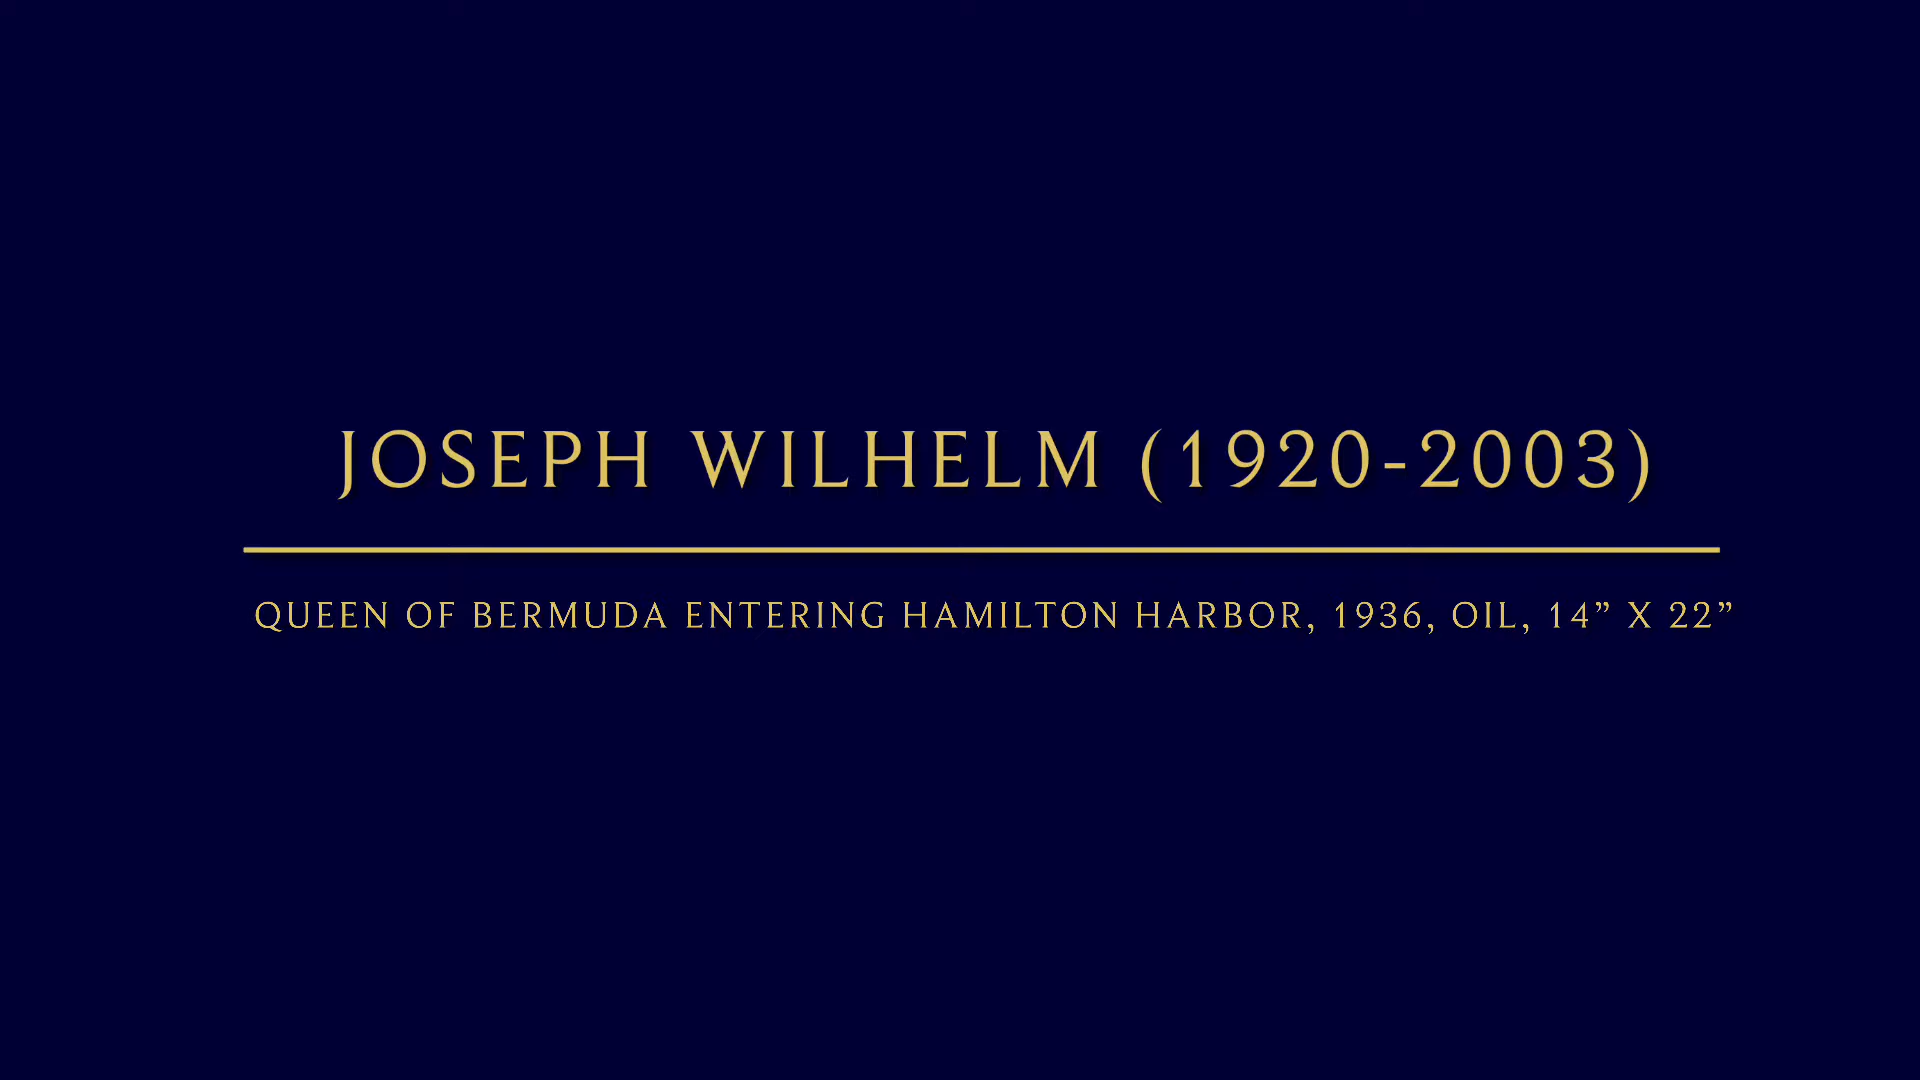 JOSEPH WILHELM (1920-2003)
QUEEN OF BERMUDA ENTERING HAMILTON HARBOR, 1936, OIL, 14” X 22”